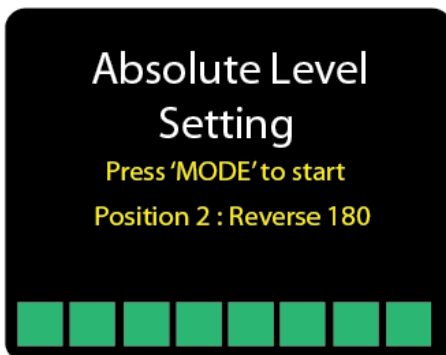 Absolute Level
Setting
Press 'MODE' to start
Position 2 : Reverse 180